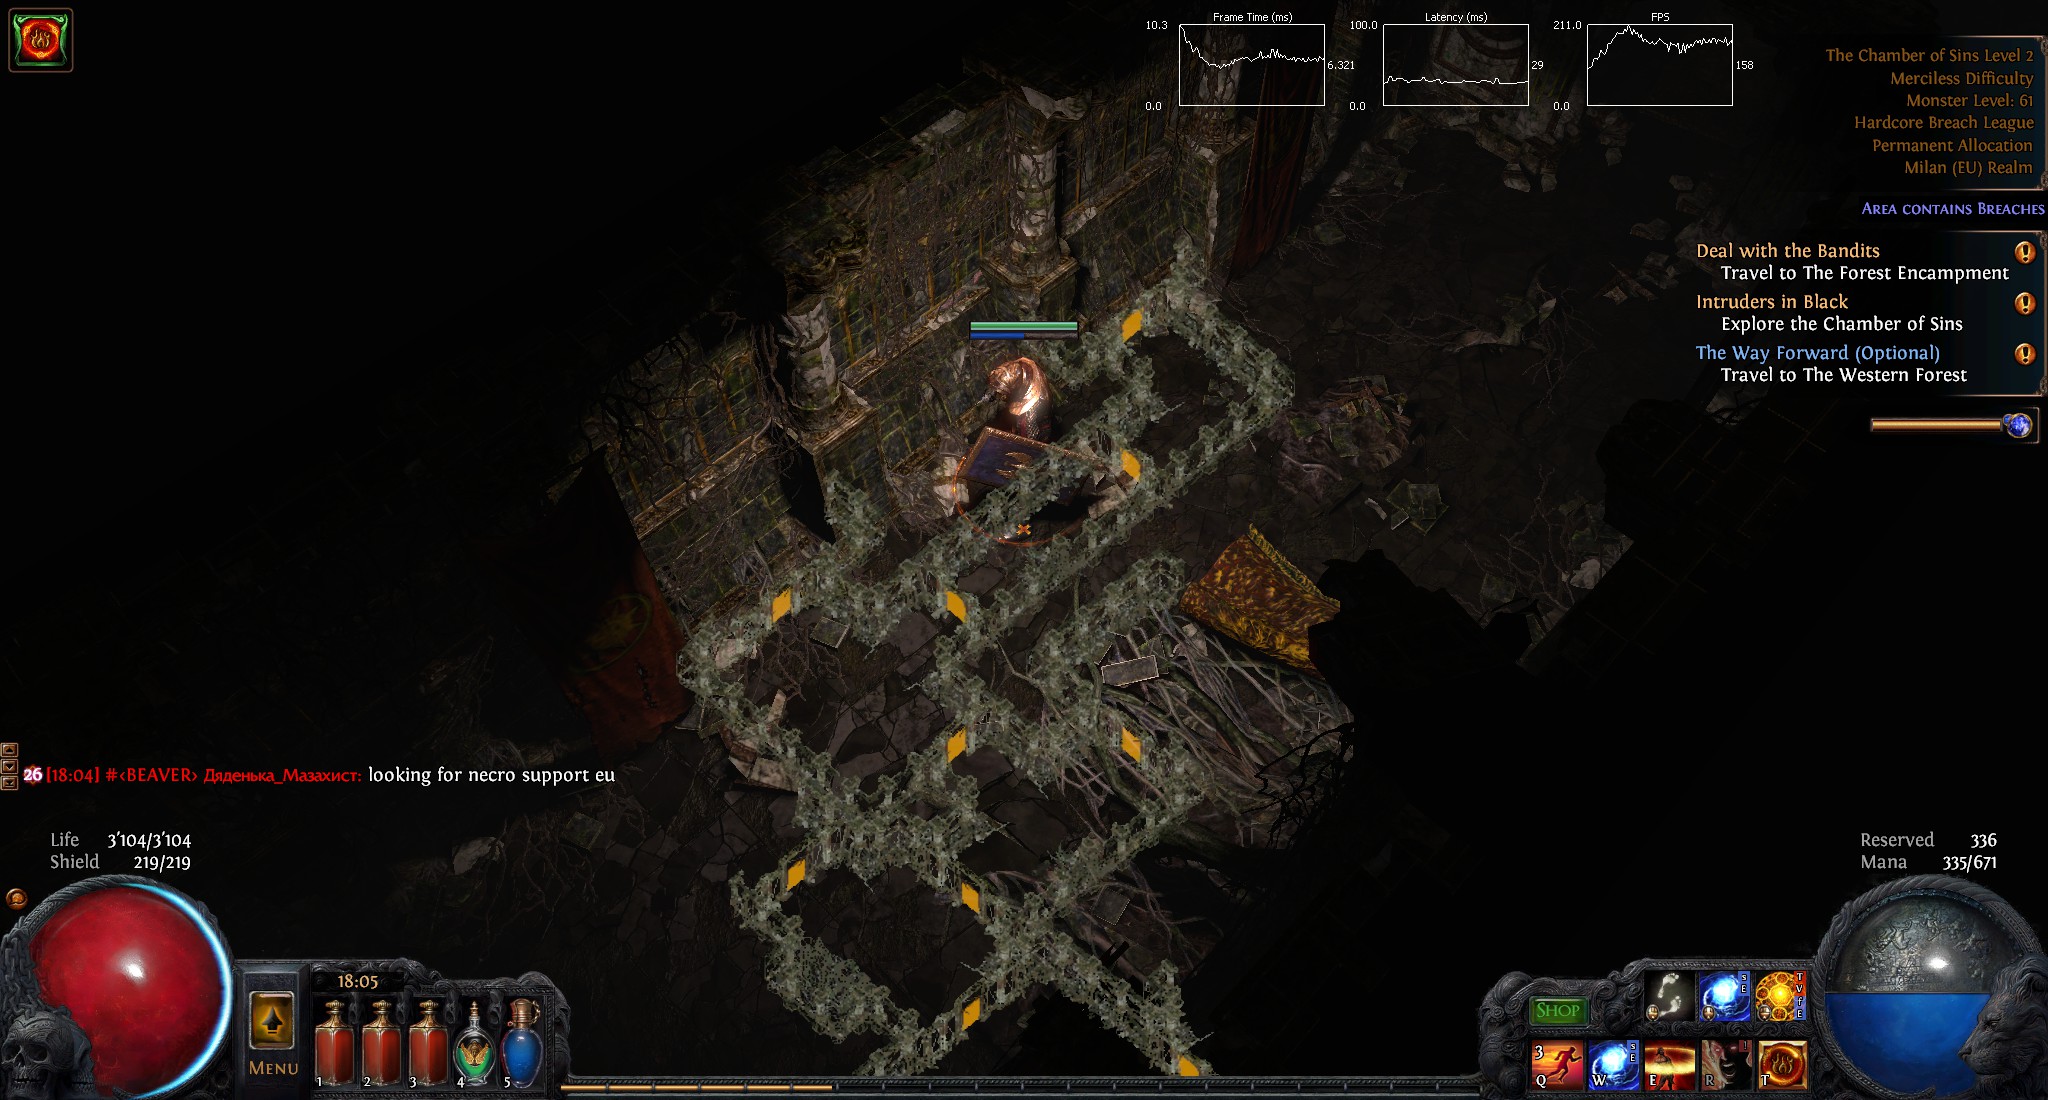 Frame Time (ms)
10.3
6.321
0.0
Latency (ms)
100.0
29
0.0
FPS
211.0
158
0.0
The Chamber of Sins Level 2
Merciless Difficulty
Monster Level: 61
Hardcore Breach League
Permanent Allocation
Milan (EU) Realm
Area contains Breaches
Deal with the Bandits
Travel to The Forest Encampment
Intruders in Black
Explore the Chamber of Sins
The Way Forward (Optional)
Travel to The Western Forest
26 [18:04] #<BEAVER> Дяденька_Мазахист: looking for necro support eu
Life 3'104/3'104
Shield 219/219
Reserved 336
Mana 335/671
18:05
Menu
1 2 3 4 5
Shop
S E
T V f E
3 Q
W S E
E
R
T